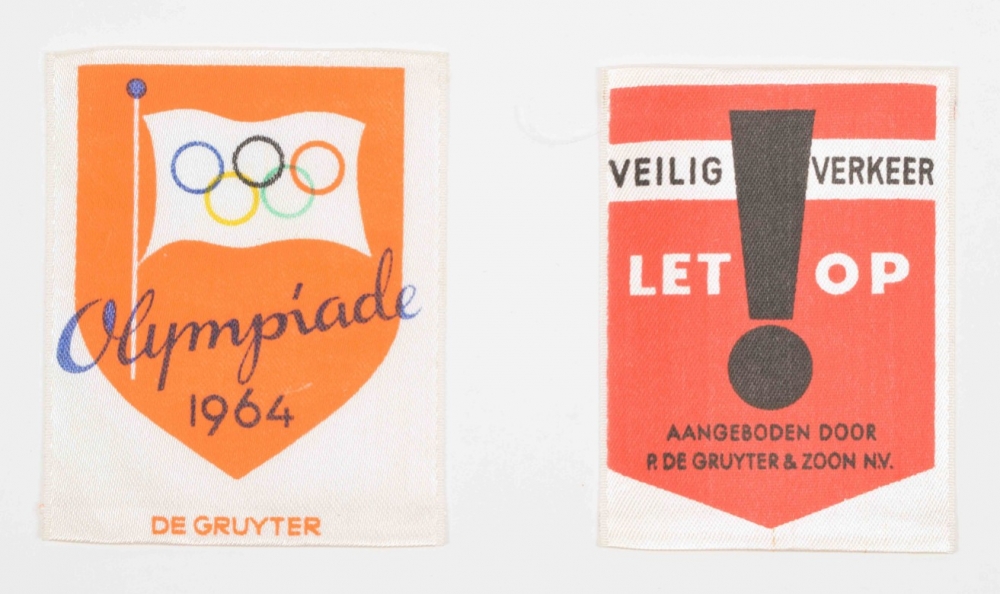 Olympiade
1964
DE GRUYTER
VEILIG VERKEER
LET OP
AANGEBODEN DOOR
P. DE GRUYTER & ZOON N.V.